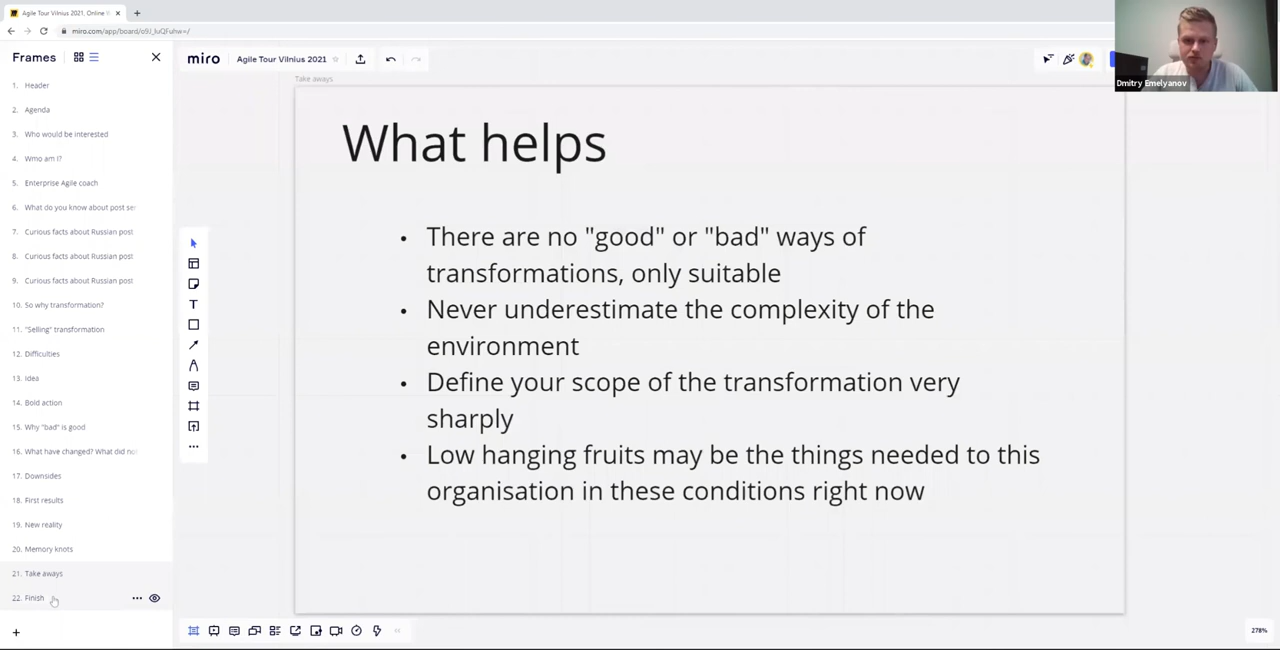 Agile Tour Vilnius 2021, Online
miro.com/app/board/o9J_luQFuhw=/
Frames
miro
Agile Tour Vilnius 2021
Dmitry Emelyanov
Take aways
1. Header
2. Agenda
3. Who would be interested
4. Wmo am I?
5. Enterprise Agile coach
6. What do you know about post ser
7. Curious facts about Russian post
8. Curious facts about Russian post
9. Curious facts about Russian post
10. So why transformation?
11. "Selling" transformation
12. Difficulties
13. Idea
14. Bold action
15. Why "bad" is good
16. What have changed? What did no
17. Downsides
18. First results
19. New reality
20. Memory knots
21. Take aways
22. Finish
What helps
• There are no "good" or "bad" ways of
transformations, only suitable
• Never underestimate the complexity of the
environment
• Define your scope of the transformation very
sharply
• Low hanging fruits may be the things needed to this
organisation in these conditions right now
278%